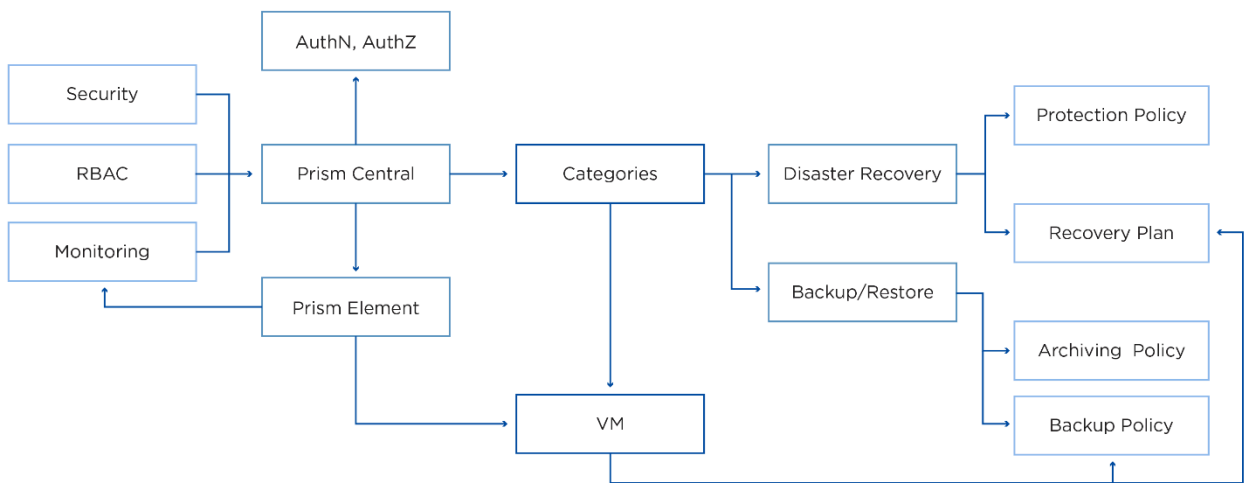 AuthN, AuthZ
Security
Protection Policy
RBAC
Prism Central
Categories
Disaster Recovery
Monitoring
Recovery Plan
Prism Element
Backup/Restore
Archiving Policy
VM
Backup Policy